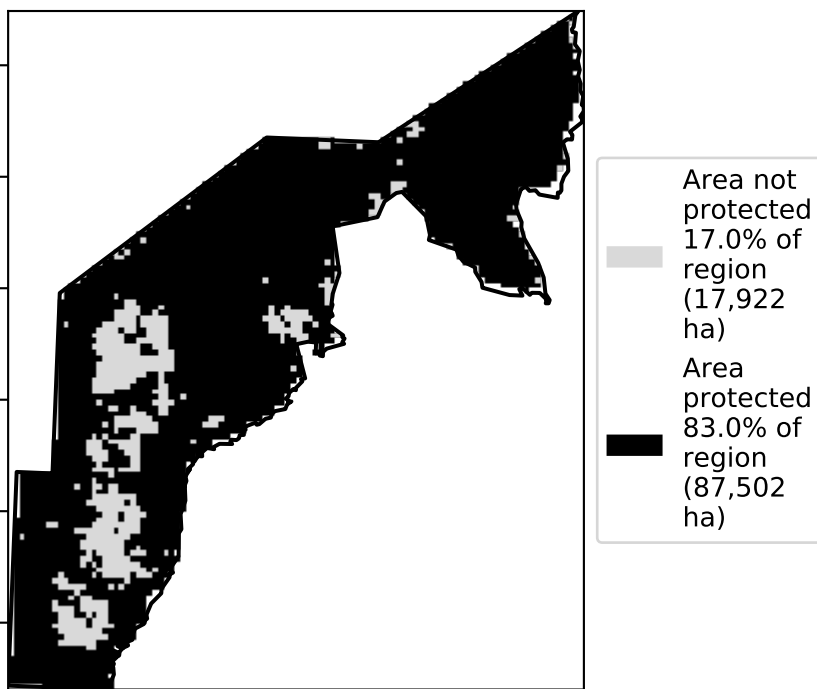 Area not
protected
17.0% of
region
(17,922
ha)
Area
protected
83.0% of
region
(87,502
ha)